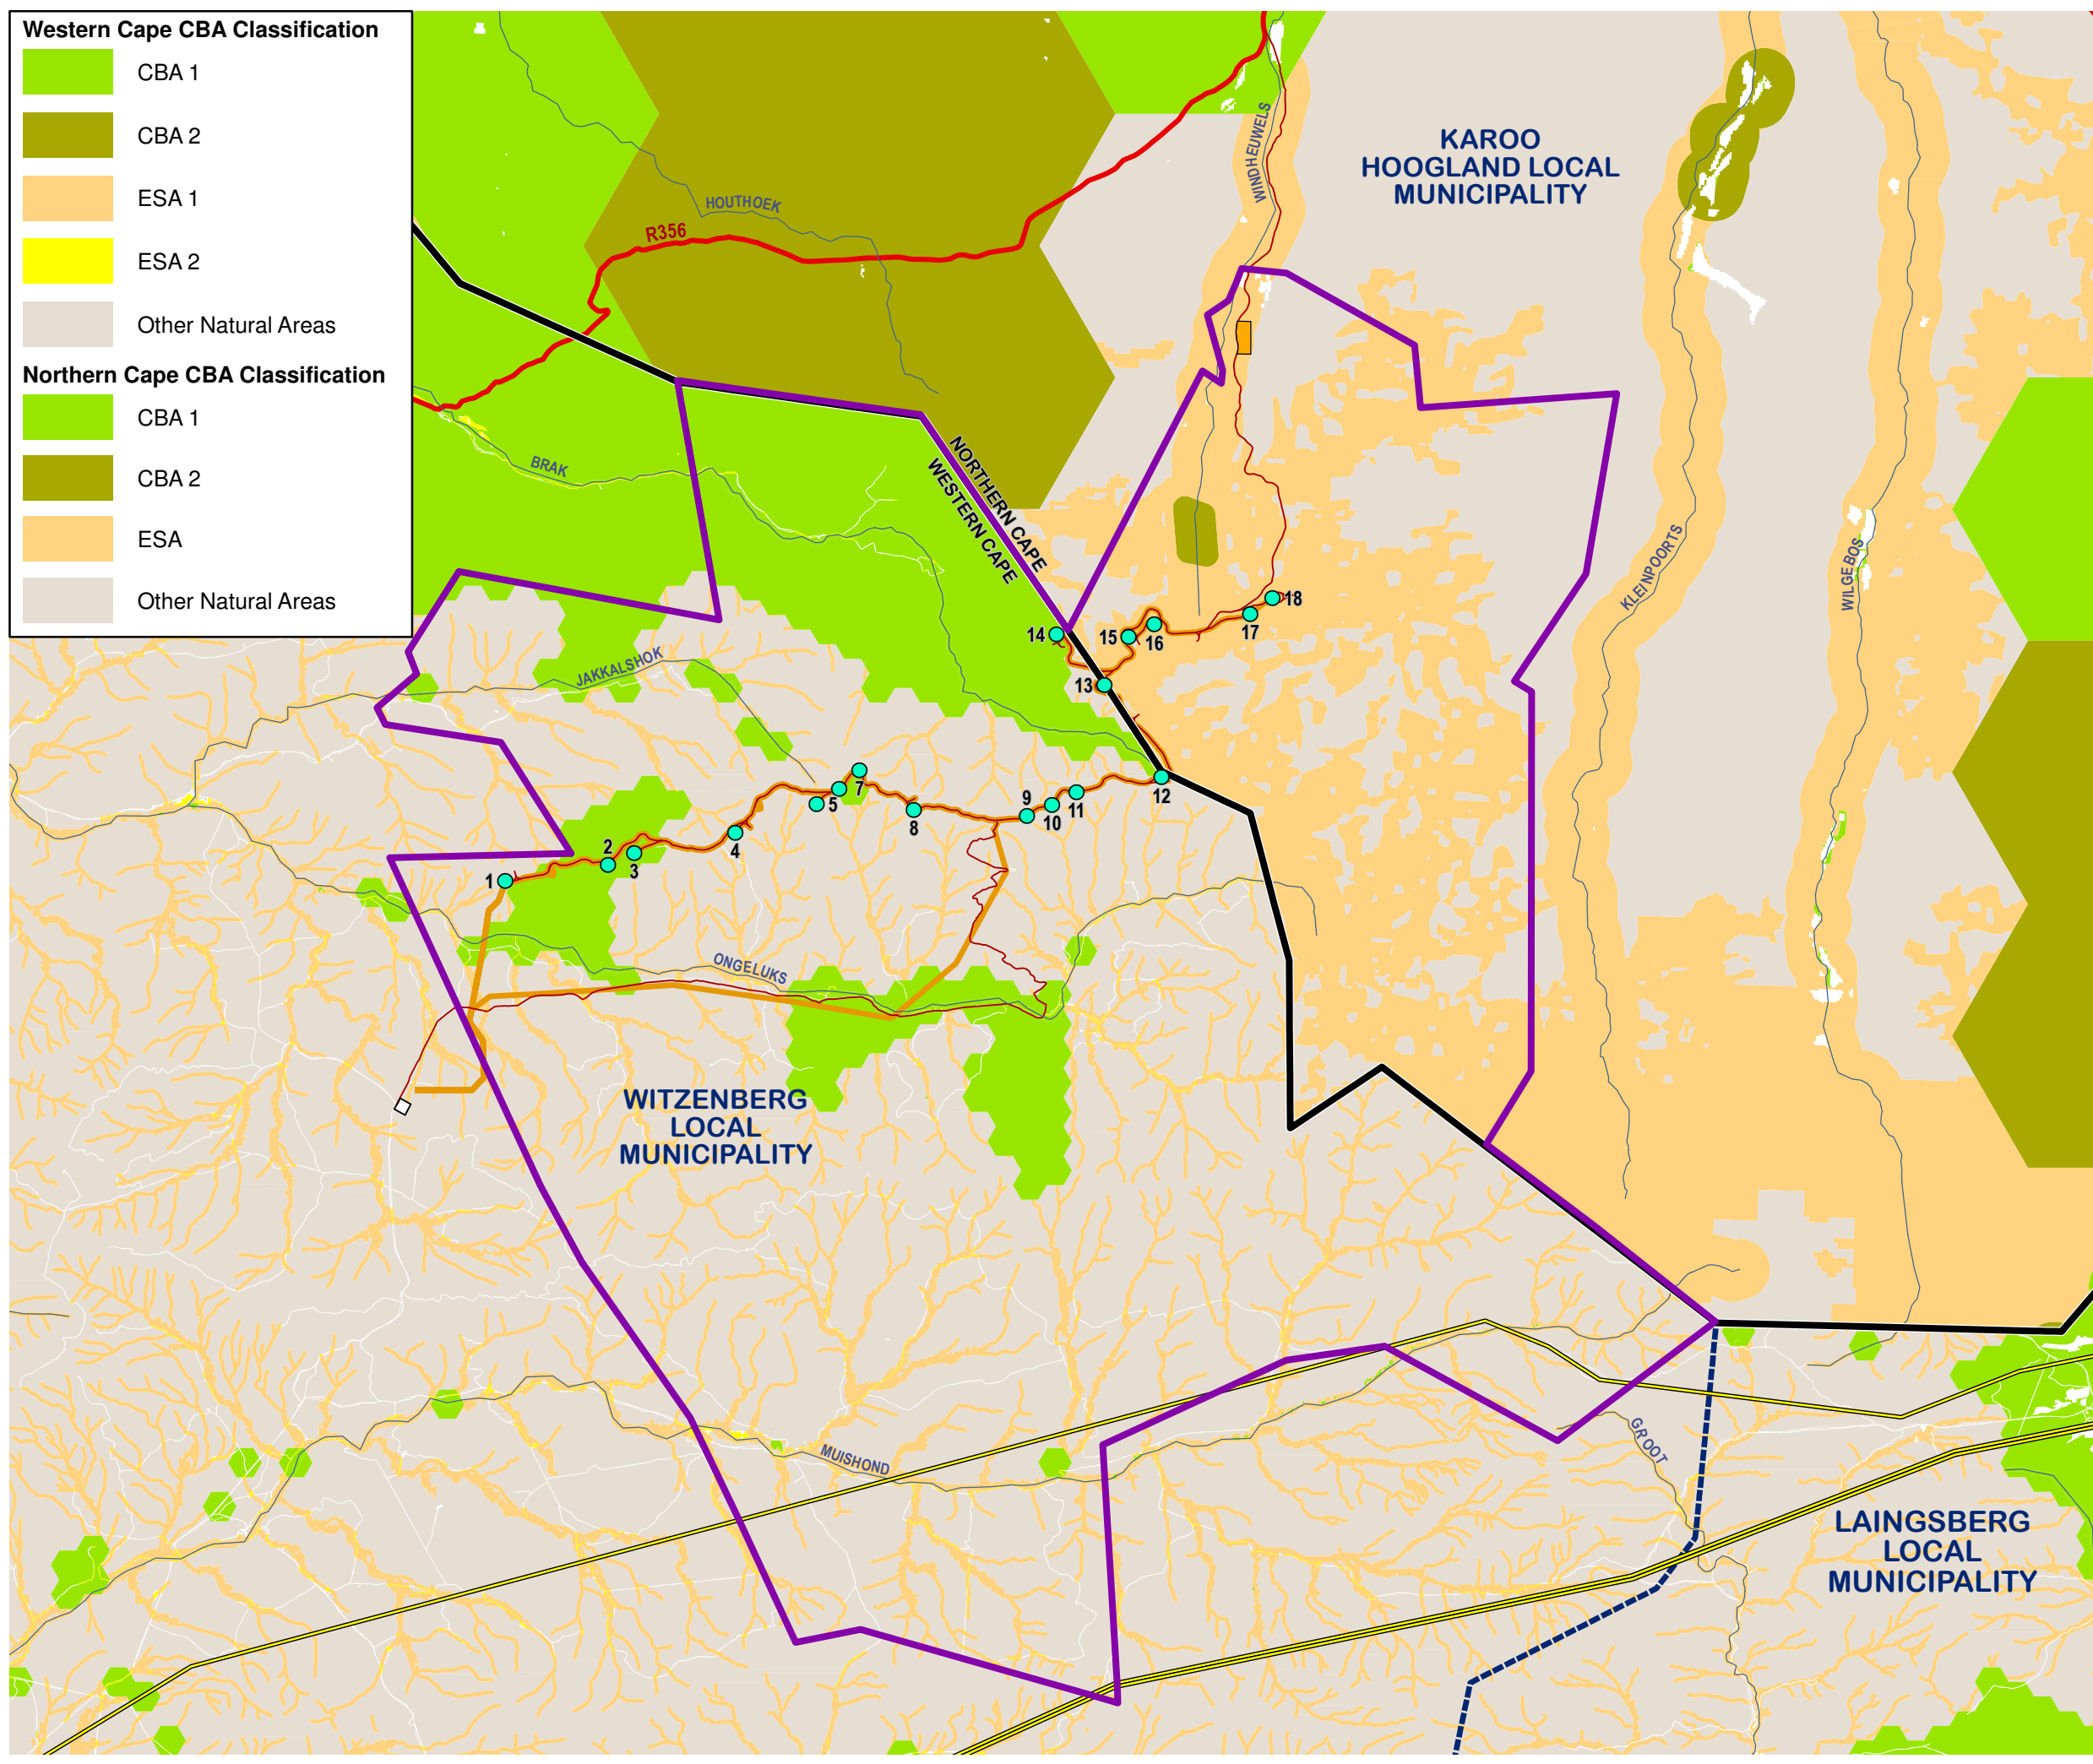 Western Cape CBA Classification
CBA 1
CBA 2
ESA 1
ESA 2
Other Natural Areas
Northern Cape CBA Classification
CBA 1
CBA 2
ESA
Other Natural Areas
KAROO
HOOGLAND LOCAL
MUNICIPALITY
WINDHEUWELS
HOUTHOEK
R356
BRAK
NORTHERN CAPE
WESTERN CAPE
KLEINPOORTS
WILGEBOS
JAKKALSHOK
14
15
16
17
18
13
12
11
10
9
8
7
5
4
3
2
1
ONGELUKS
WITZENBERG
LOCAL
MUNICIPALITY
MUISHOND
GROOT
LAINGSBERG
LOCAL
MUNICIPALITY